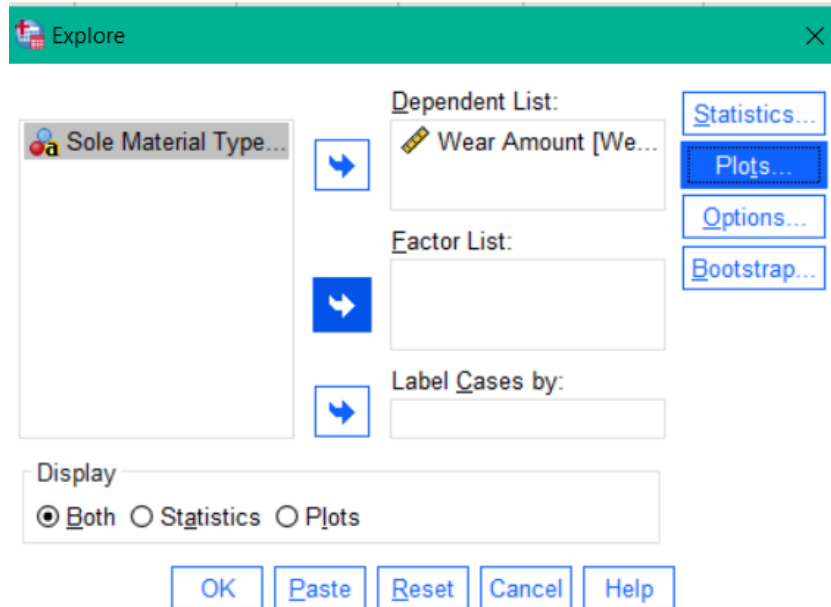 Explore
Dependent List:
Statistics...
Sole Material Type...
Wear Amount [We...
Plots...
Options...
Factor List:
Bootstrap...
Label Cases by:
Display
Both Statistics Plots
OK Paste Reset Cancel Help